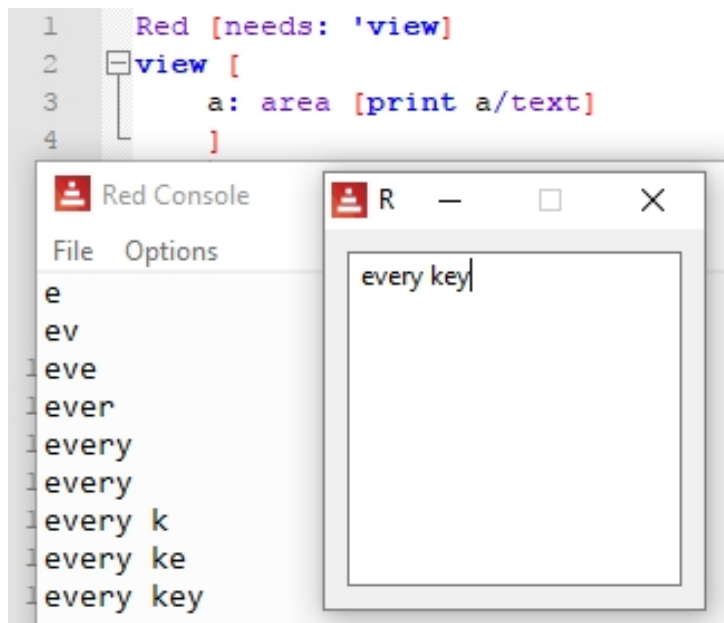 1 Red [needs: 'view]
2 view [
3 a: area [print a/text]
4 ]
Red Console
File Options
e
ev
eve
ever
every
every
every k
every ke
every key
R
every key